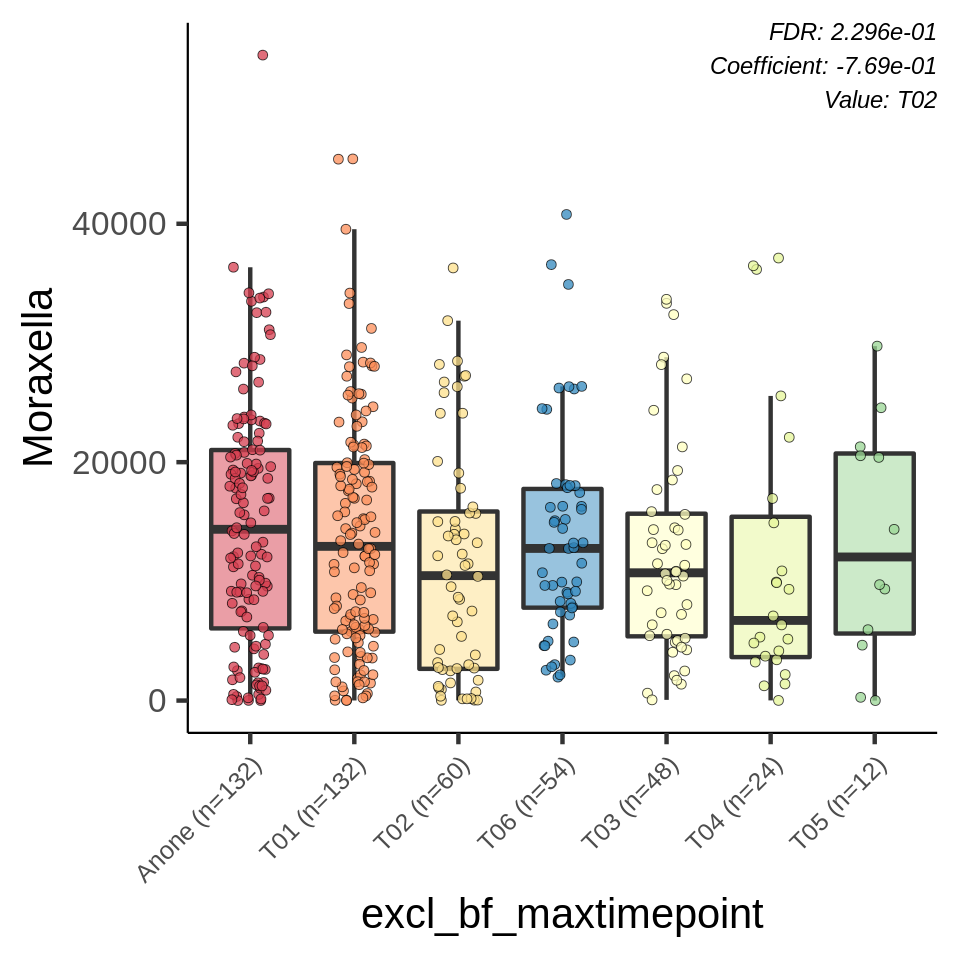 FDR: 2.296e-01
Coefficient: -7.69e-01
Value: T02
Moraxella
40000
20000
0
Anone (n=132)
T01 (n=132)
T02 (n=60)
T06 (n=54)
T03 (n=48)
T04 (n=24)
T05 (n=12)
excl_bf_maxtimepoint